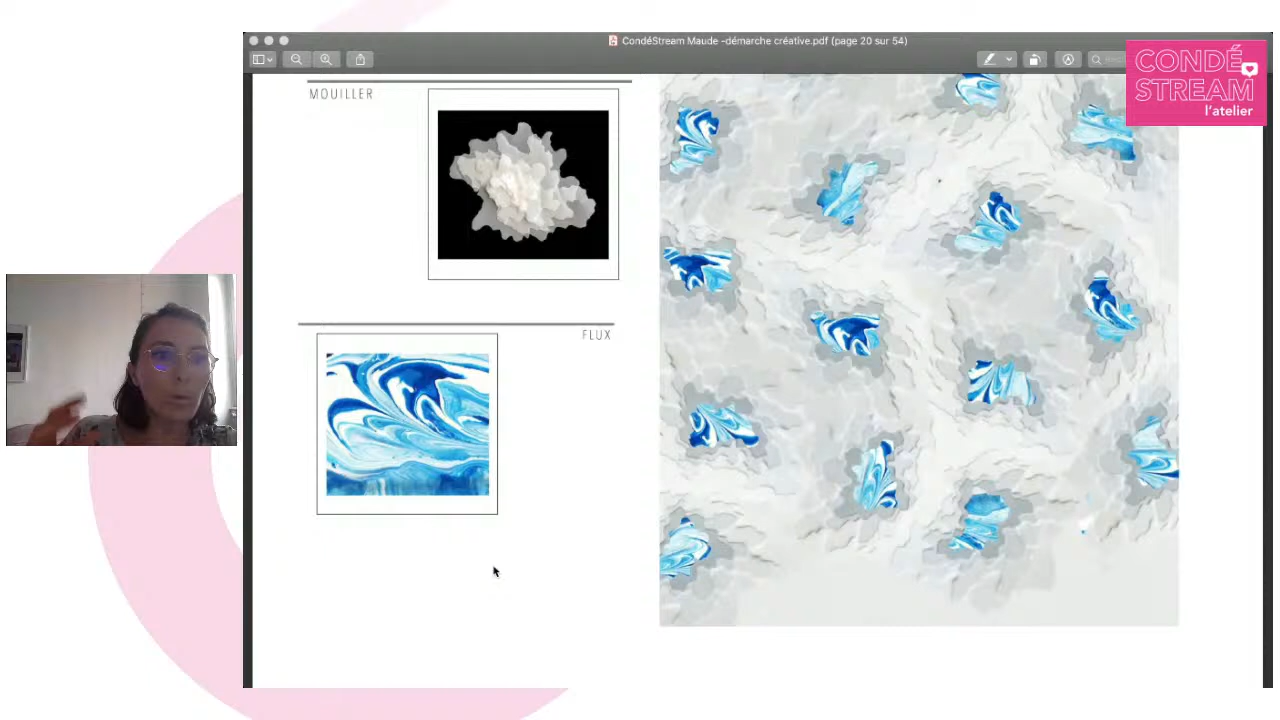 CondéStream Maude -démarche créative.pdf (page 20 sur 54)
CONDÉ
STREAM
l'atelier
MOUILLER
FLUX